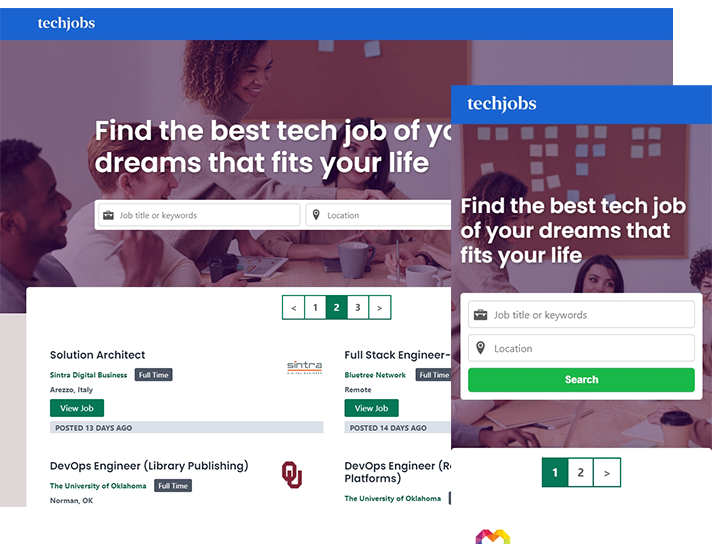 techjobs
Find the best tech job of yo
dreams that fits your life
Job title or keywords
Location
< 1 2 3 >
Solution Architect
Sintra Digital Business Full Time
Arezzo, Italy
View Job
POSTED 13 DAYS AGO
sintra
DIGITAL BUSINESS
Full Stack Engineer-
Bluetree Network Full Time
Remote
View Job
POSTED 14 DAYS AGO
DevOps Engineer (Library Publishing)
The University of Oklahoma Full Time
Norman, OK
OU
DevOps Engineer (Re
Platforms)
The University of Oklahoma
techjobs
Find the best tech job
of your dreams that
fits your life
Job title or keywords
Location
Search
1 2 >